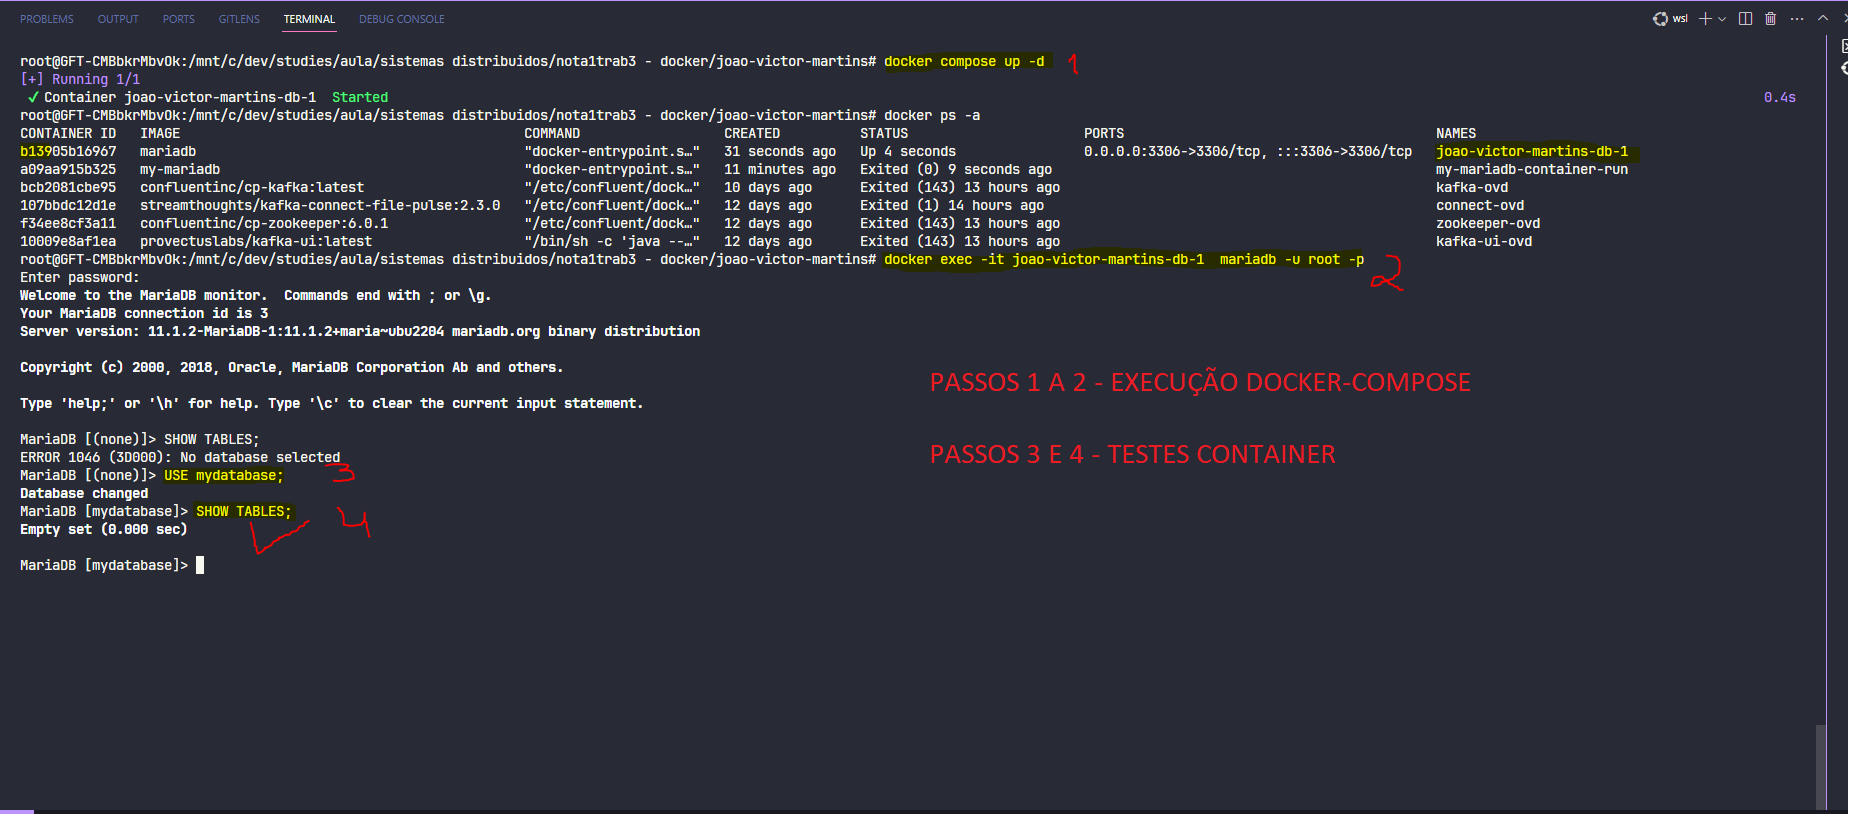 PROBLEMS OUTPUT PORTS GITLENS TERMINAL DEBUG CONSOLE wsl
root@GFT-CMBbkrMbvOk:/mnt/c/dev/studies/aula/sistemas distribuidos/nota1trab3 - docker/joao-victor-martins# docker compose up -d 1
[+] Running 1/1
✓ Container joao-victor-martins-db-1 Started 0.4s
root@GFT-CMBbkrMbvOk:/mnt/c/dev/studies/aula/sistemas distribuidos/nota1trab3 - docker/joao-victor-martins# docker ps -a
CONTAINER ID IMAGE COMMAND CREATED STATUS PORTS NAMES
b13905b16967 mariadb "docker-entrypoint.s…" 31 seconds ago Up 4 seconds 0.0.0.0:3306->3306/tcp, :::3306->3306/tcp joao-victor-martins-db-1
a09aa915b325 my-mariadb "docker-entrypoint.s…" 11 minutes ago Exited (0) 9 seconds ago my-mariadb-container-run
bcb2081cbe95 confluentinc/cp-kafka:latest "/etc/confluent/dock…" 10 days ago Exited (143) 13 hours ago kafka-ovd
107bbdc12d1e streamthoughts/kafka-connect-file-pulse:2.3.0 "/etc/confluent/dock…" 12 days ago Exited (1) 14 hours ago connect-ovd
f34ee8cf3a11 confluentinc/cp-zookeeper:6.0.1 "/etc/confluent/dock…" 12 days ago Exited (143) 13 hours ago zookeeper-ovd
10009e8af1ea provectuslabs/kafka-ui:latest "/bin/sh -c 'java --…" 12 days ago Exited (143) 13 hours ago kafka-ui-ovd
root@GFT-CMBbkrMbvOk:/mnt/c/dev/studies/aula/sistemas distribuidos/nota1trab3 - docker/joao-victor-martins# docker exec -it joao-victor-martins-db-1 mariadb -u root -p 2
Enter password:
Welcome to the MariaDB monitor. Commands end with ; or \g.
Your MariaDB connection id is 3
Server version: 11.1.2-MariaDB-1:11.1.2+maria~ubu2204 mariadb.org binary distribution
Copyright (c) 2000, 2018, Oracle, MariaDB Corporation Ab and others.
PASSOS 1 A 2 - EXECUÇÃO DOCKER-COMPOSE
Type 'help;' or '\h' for help. Type '\c' to clear the current input statement.
MariaDB [(none)]> SHOW TABLES;
PASSOS 3 E 4 - TESTES CONTAINER
ERROR 1046 (3D000): No database selected
MariaDB [(none)]> USE mydatabase; 3
Database changed
MariaDB [mydatabase]> SHOW TABLES; 4
Empty set (0.000 sec)
MariaDB [mydatabase]>